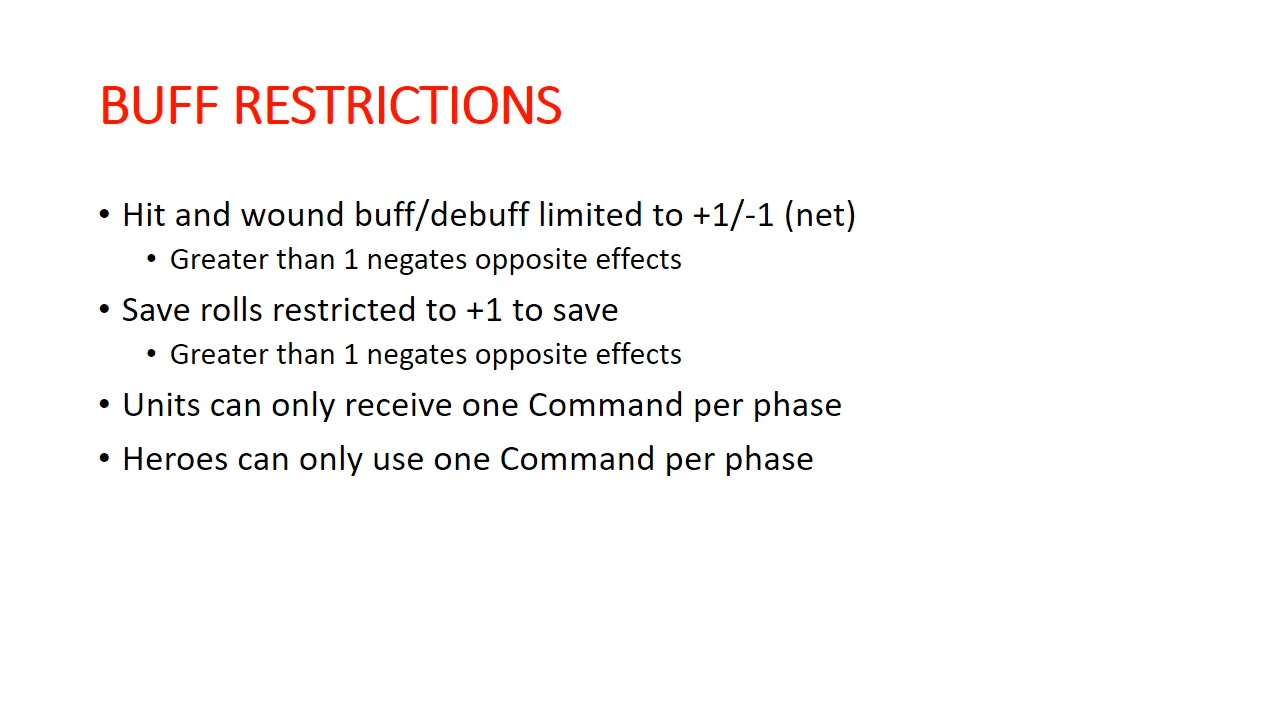 BUFF RESTRICTIONS
• Hit and wound buff/debuff limited to +1/-1 (net)
• Greater than 1 negates opposite effects
• Save rolls restricted to +1 to save
• Greater than 1 negates opposite effects
• Units can only receive one Command per phase
• Heroes can only use one Command per phase